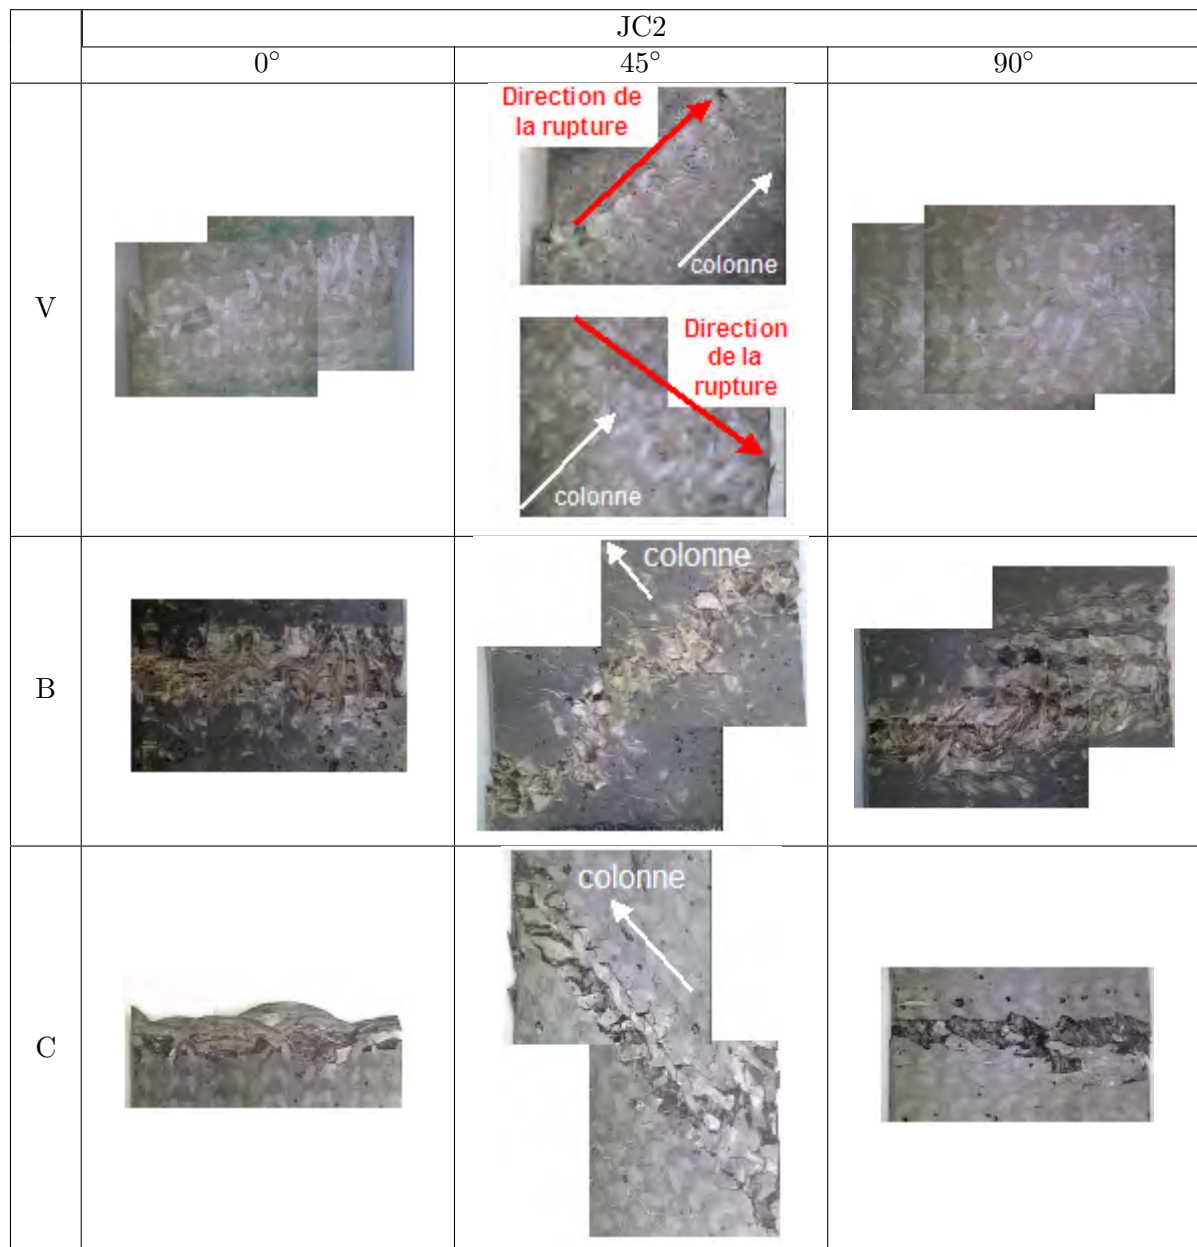 JC2
0° 45° 90°
V
Direction de
la rupture
colonne
Direction
de la
rupture
colonne
B
colonne
C
colonne